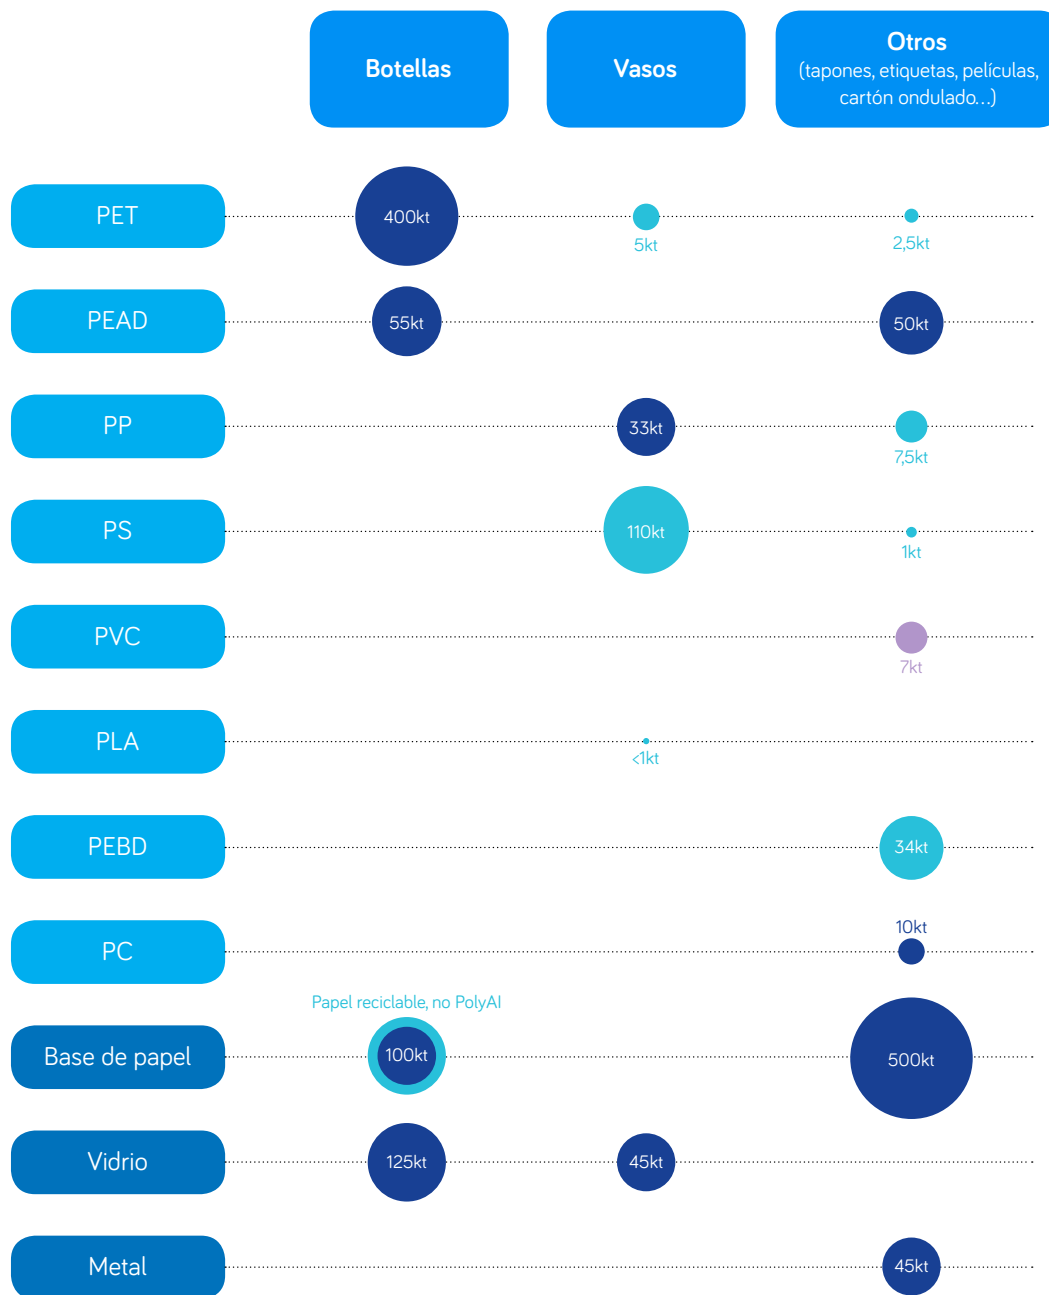 Botellas
Vasos
Otros
(tapones, etiquetas, películas,
cartón ondulado...)
PET
400kt
5kt
2,5kt
PEAD
55kt
50kt
PP
33kt
7,5kt
PS
110kt
1kt
PVC
7kt
PLA
<1kt
PEBD
34kt
PC
10kt
Papel reciclable, no PolyAl
Base de papel
100kt
500kt
Vidrio
125kt
45kt
Metal
45kt